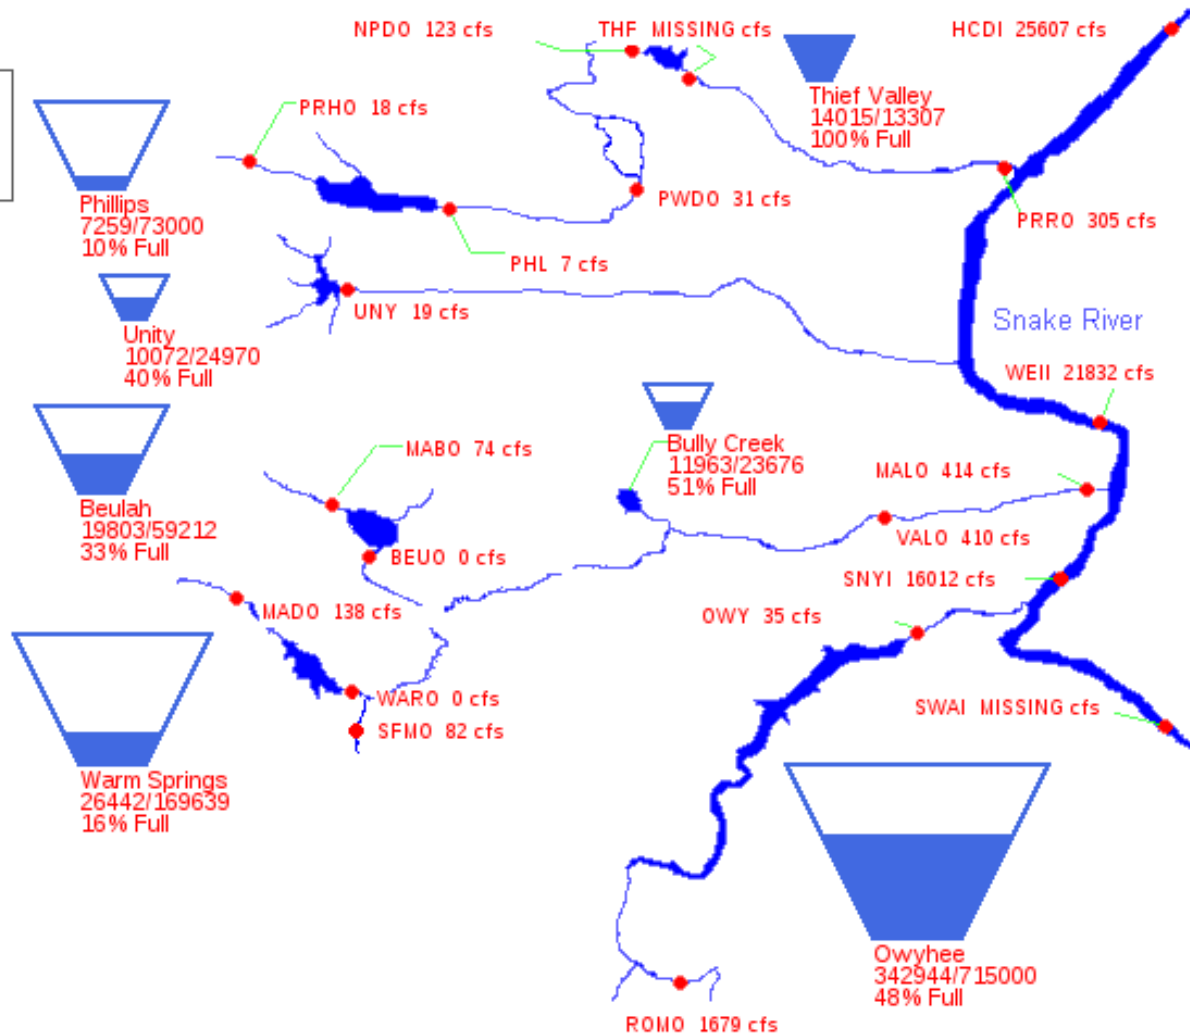 NPDO 123 cfs
THF MISSING cfs
HCDI 25607 cfs
PRHO 18 cfs
Thief Valley
14015/13307
100% Full
Phillips
7259/73000
10% Full
PWDO 31 cfs
PRRO 305 cfs
PHL 7 cfs
UNY 19 cfs
Unity
10072/24970
40% Full
Snake River
WEII 21832 cfs
MABO 74 cfs
Bully Creek
11963/23676
51% Full
MALO 414 cfs
Beulah
19803/59212
33% Full
VALO 410 cfs
BEUO 0 cfs
SNYI 16012 cfs
MADO 138 cfs
OWY 35 cfs
WARO 0 cfs
SFMO 82 cfs
SWAI MISSING cfs
Warm Springs
26442/169639
16% Full
Owyhee
342944/715000
48% Full
ROMO 1679 cfs